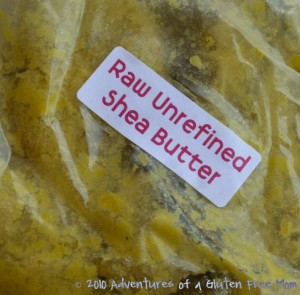 Raw Unrefined
Shea Butter
© 2010 Adventures of a Gluten Free Mom